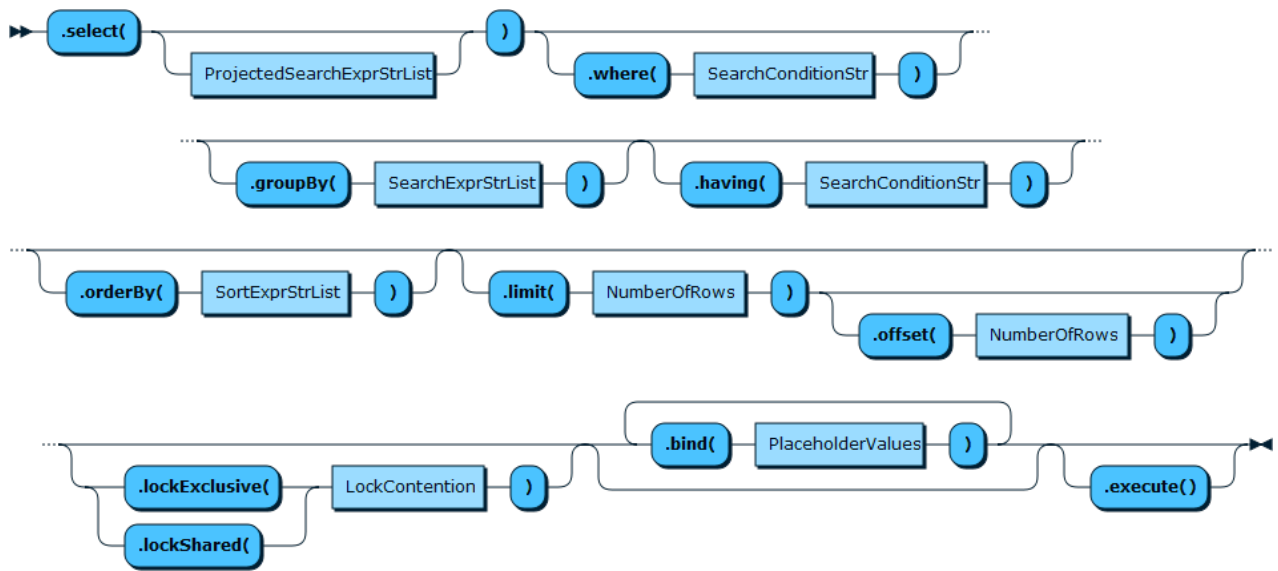 .select( ProjectedSearchExprStrList ) .where( SearchConditionStr )
.groupBy( SearchExprStrList ) .having( SearchConditionStr )
.orderBy( SortExprStrList ) .limit( NumberOfRows ) .offset( NumberOfRows )
.bind( PlaceholderValues )
.lockExclusive( LockContention ) .execute()
.lockShared(